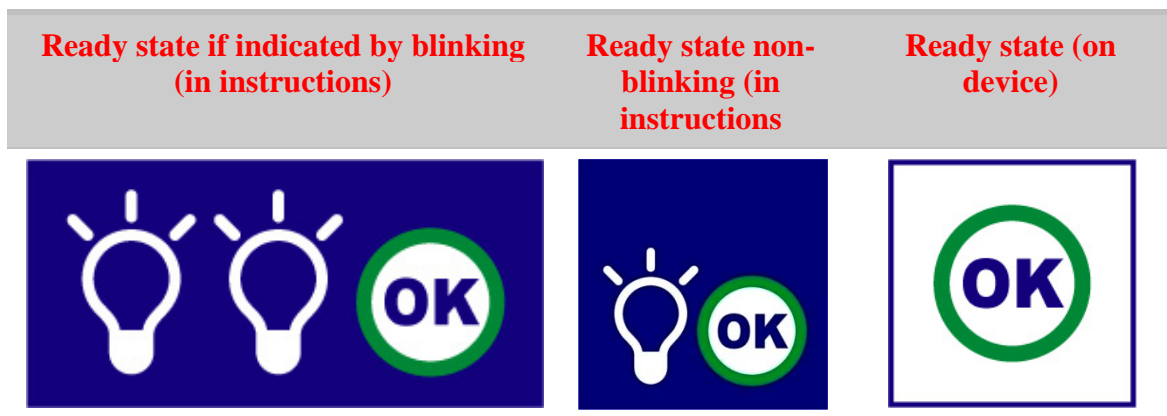 Ready state if indicated by blinking
(in instructions)
Ready state non-
blinking (in
instructions
Ready state (on
device)
OK
OK
OK